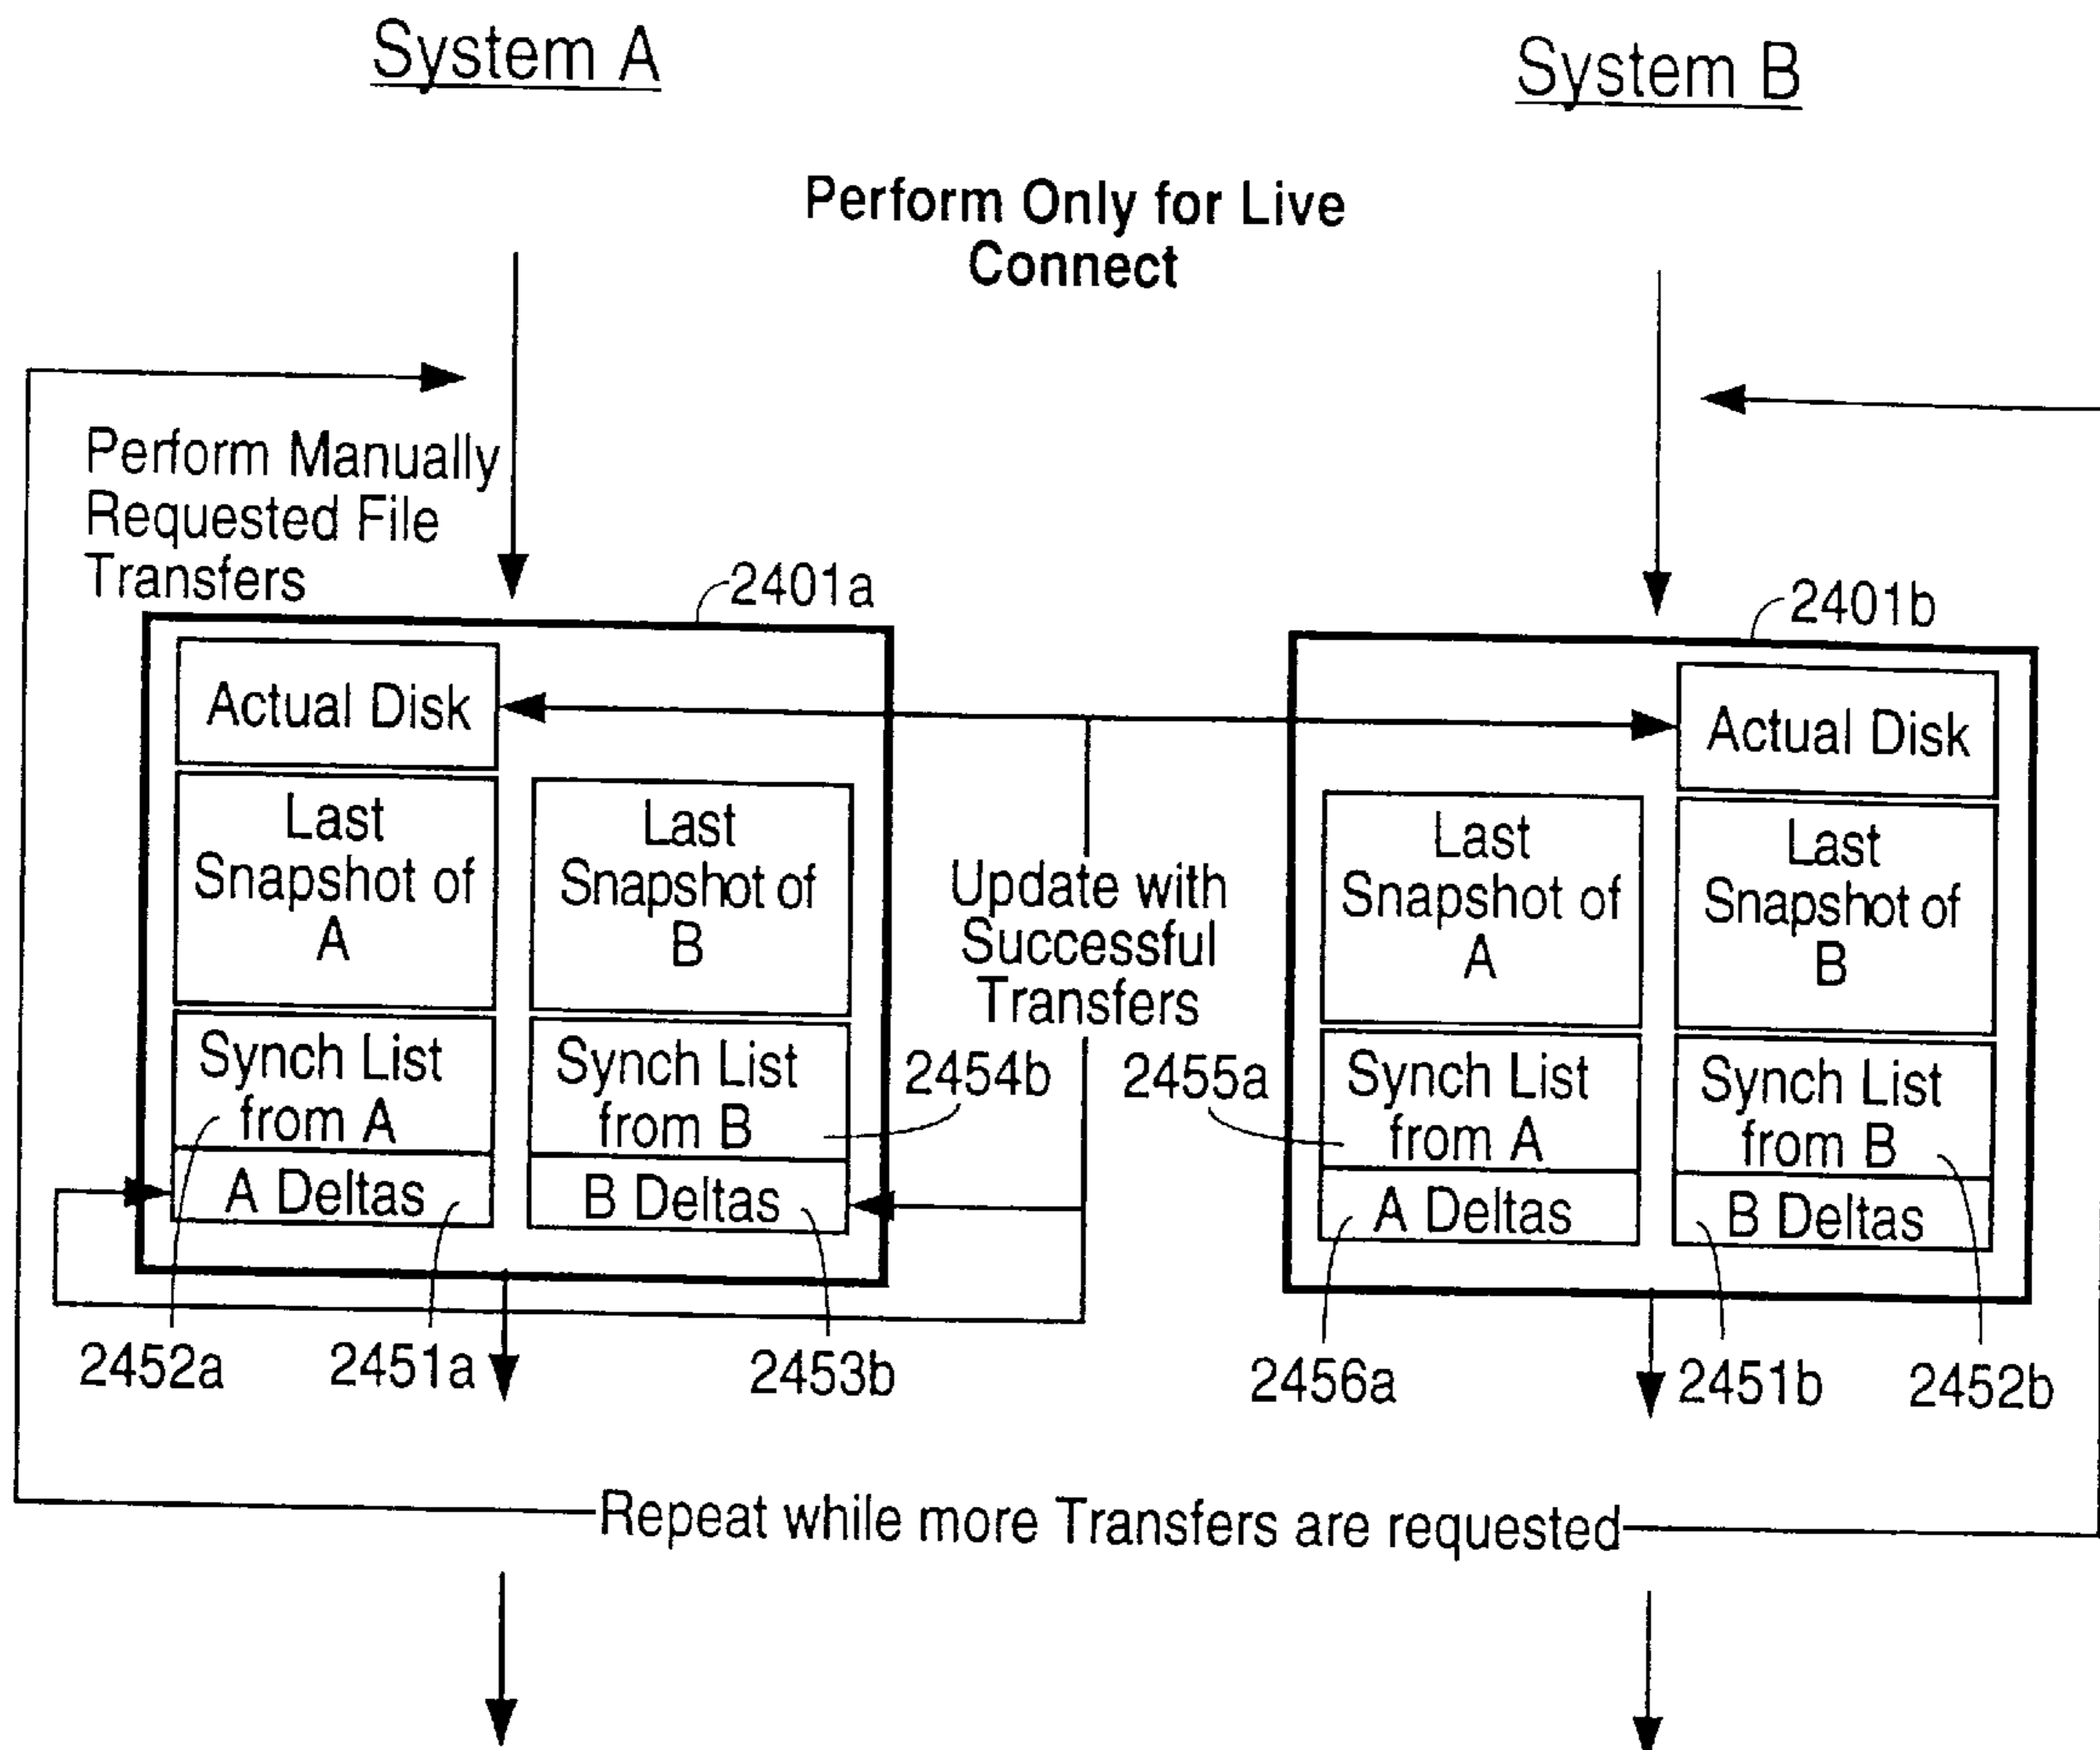 System A
System B
Perform Only for Live
Connect
Perform Manually
Requested File
Transfers
2401a
2401b
Actual Disk
Last
Snapshot of
A
Last
Snapshot of
B
Synch List
from A
Synch List
from B
A Deltas
B Deltas
Update with
Successful
Transfers
2454b
2455a
Actual Disk
Last
Snapshot of
A
Last
Snapshot of
B
Synch List
from A
Synch List
from B
A Deltas
B Deltas
2452a
2451a
2453b
2456a
2451b
2452b
Repeat while more Transfers are requested